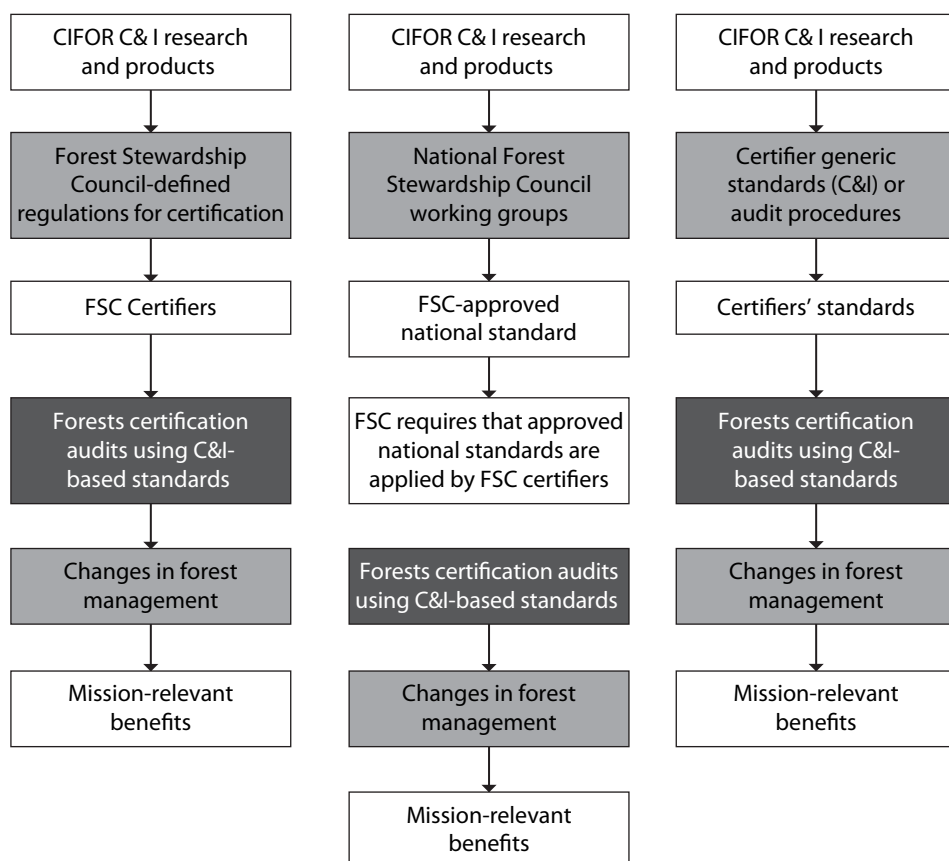 CIFOR C& I research
and products
Forest Stewardship
Council-defined
regulations for certification
FSC Certifiers
Forests certification
audits using C&I-
based standards
Changes in forest
management
Mission-relevant
benefits
CIFOR C& I research
and products
National Forest
Stewardship Council
working groups
FSC-approved
national standard
FSC requires that approved
national standards are
applied by FSC certifiers
Forests certification audits
using C&I-based standards
Changes in forest
management
Mission-relevant
benefits
CIFOR C& I research
and products
Certifier generic
standards (C&I) or
audit procedures
Certifiers’ standards
Forests certification
audits using C&I-
based standards
Changes in forest
management
Mission-relevant
benefits